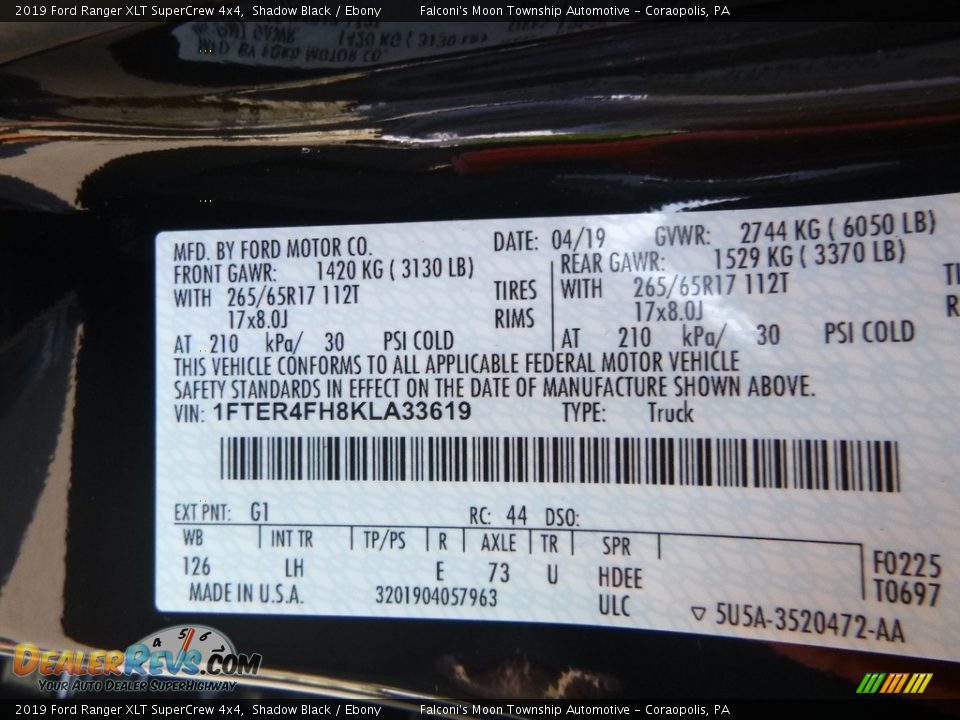 2019 Ford Ranger XLT SuperCrew 4x4, Shadow Black / Ebony Falconi's Moon Township Automotive - Coraopolis, PA
MFD. BY FORD MOTOR CO. DATE: 04/19 GVWR: 2744 KG ( 6050 LB)
FRONT GAWR: 1420 KG ( 3130 LB) REAR GAWR: 1529 KG ( 3370 LB)
WITH 265/65R17 112T TIRES WITH 265/65R17 112T
17x8.0J RIMS 17x8.0J
AT 210 kPa/ 30 PSI COLD AT 210 kPa/ 30 PSI COLD
THIS VEHICLE CONFORMS TO ALL APPLICABLE FEDERAL MOTOR VEHICLE
SAFETY STANDARDS IN EFFECT ON THE DATE OF MANUFACTURE SHOWN ABOVE.
VIN: 1FTER4FH8KLA33619 TYPE: Truck
EXT PNT: G1 RC: 44 DSO:
WB INT TR TP/PS R AXLE TR SPR
126 LH E 73 U HDEE
F0225
T0697
MADE IN U.S.A. 3201904057963 ULC
▽ 5U5A-3520472-AA
4 5 6
DEALERREVS.COM
YOUR AUTO DEALER SUPERHIGHWAY
2019 Ford Ranger XLT SuperCrew 4x4, Shadow Black / Ebony Falconi's Moon Township Automotive - Coraopolis, PA